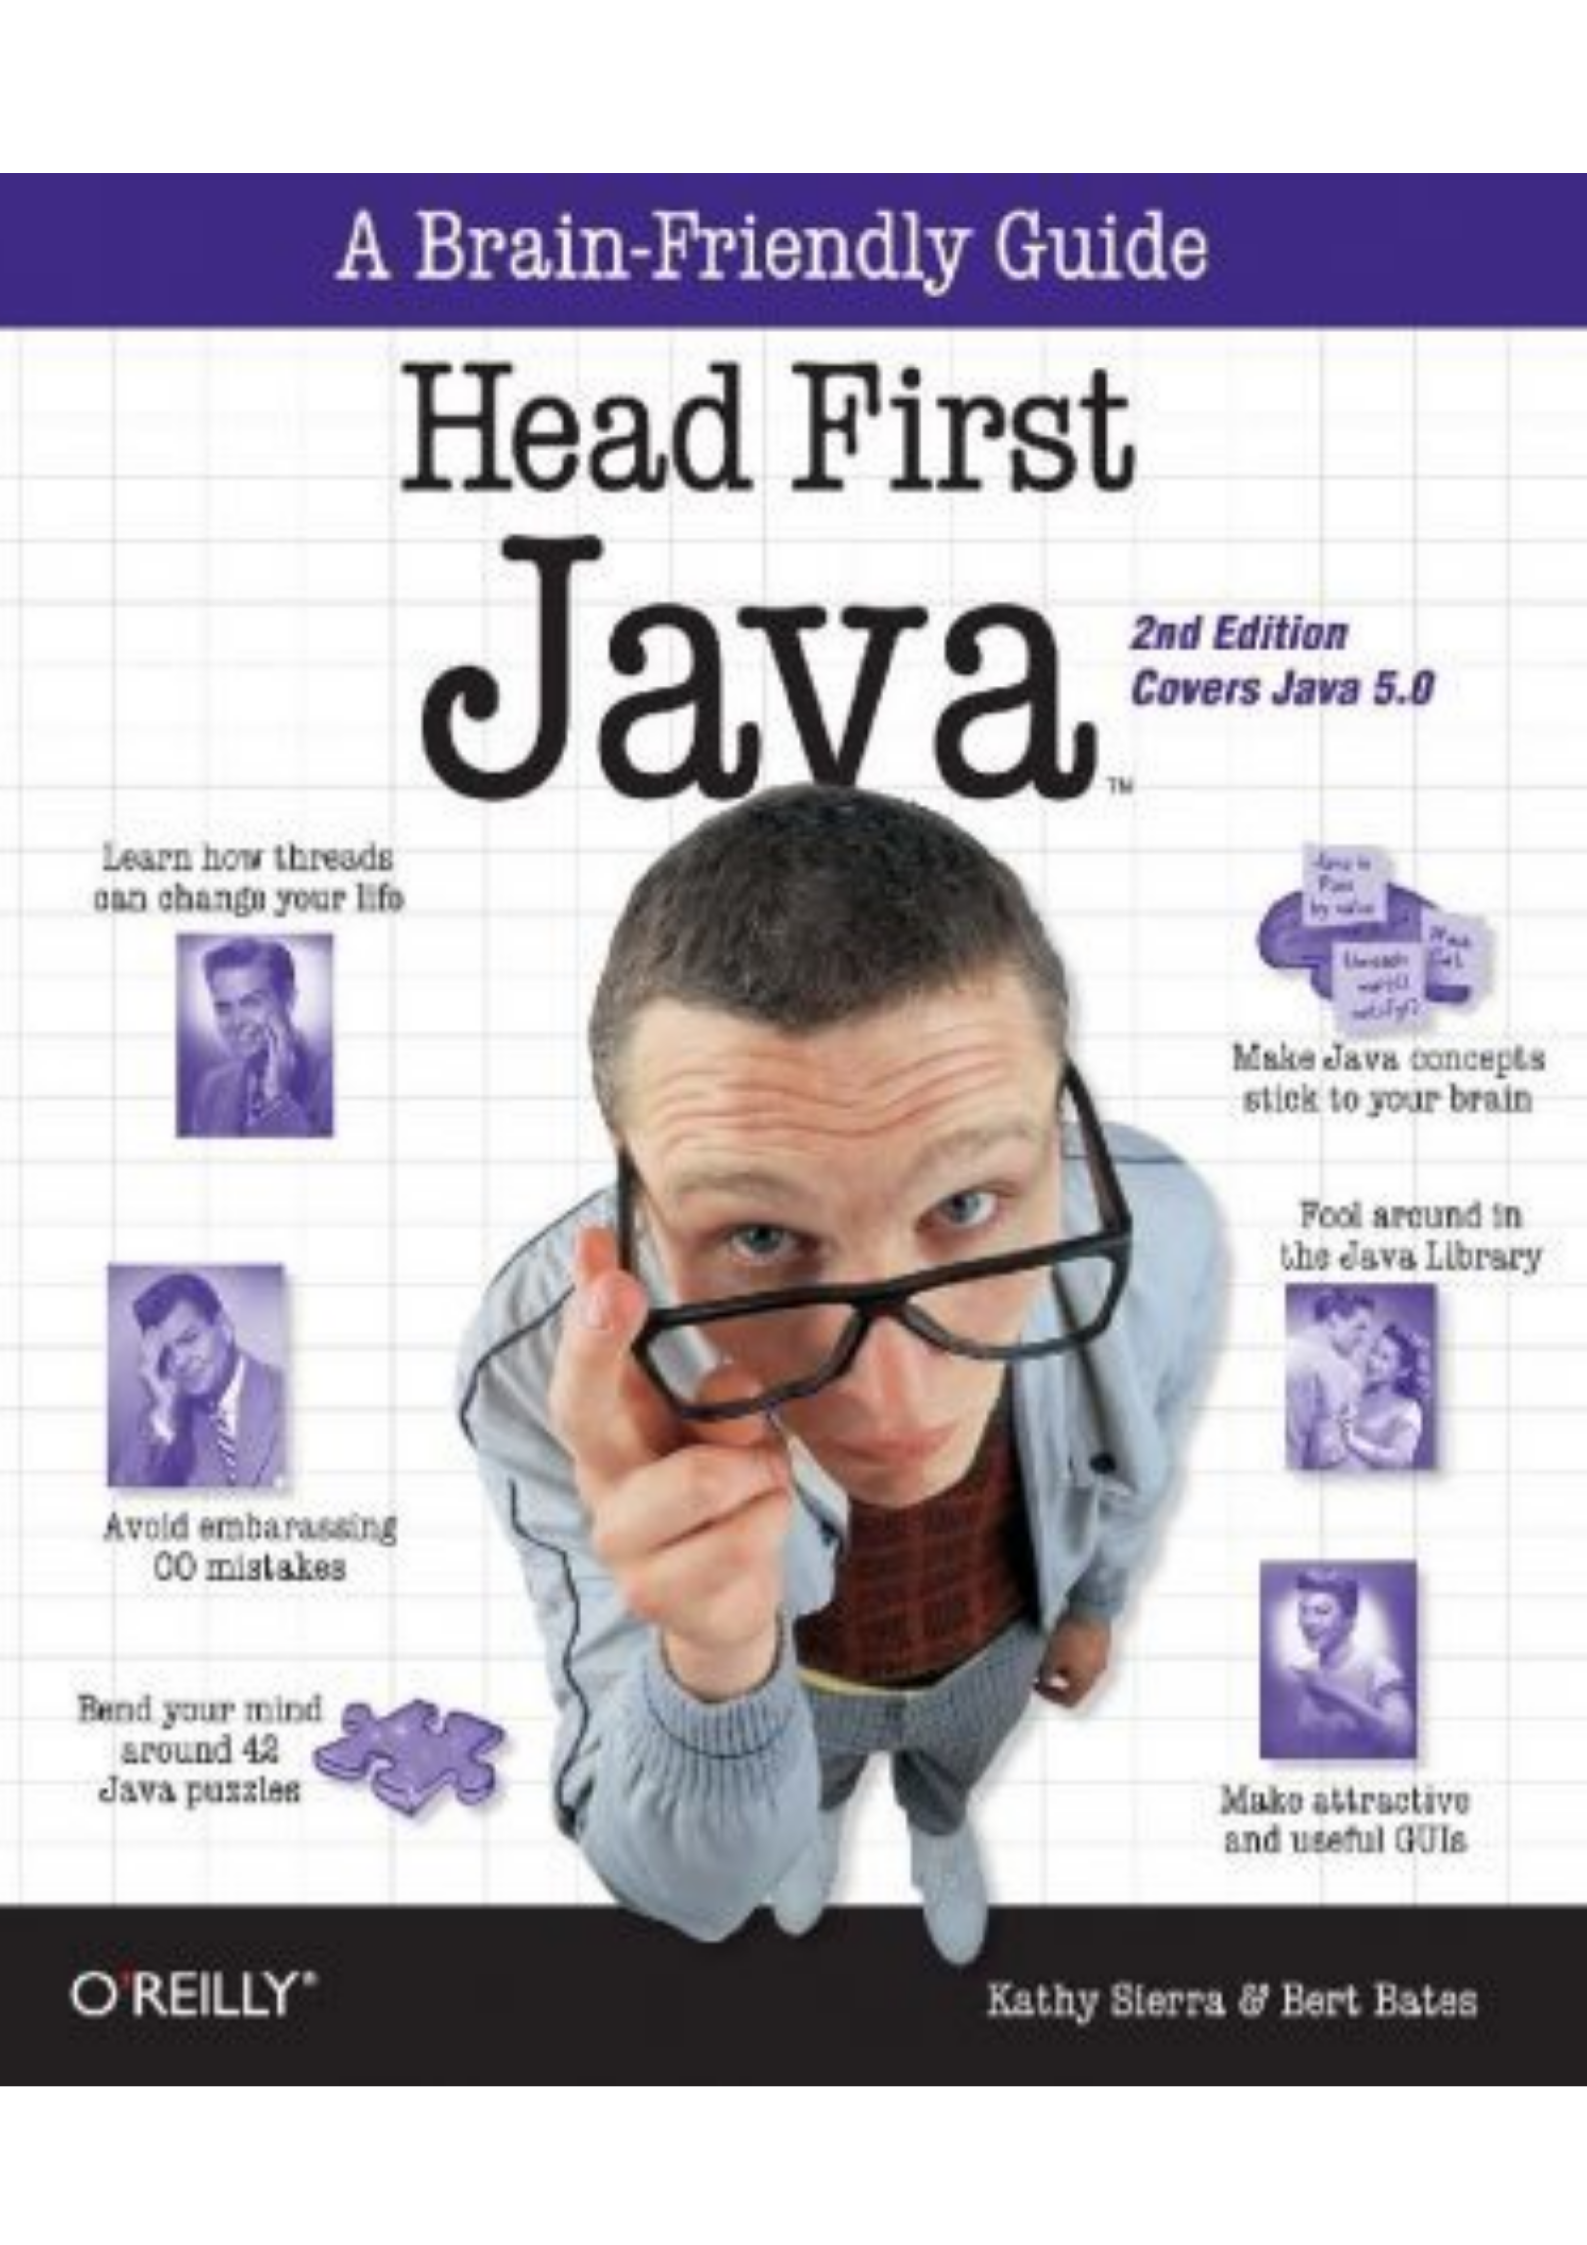 A Brain-Friendly Guide
Head First
Java
2nd Edition
Covers Java 5.0
TM
Learn how threads
can change your life
by value
Make Java concepts
stick to your brain
Fool around in
the Java Library
Avoid embarassing
OO mistakes
Bend your mind
around 42
Java puzzles
Make attractive
and useful GUIs
O'REILLY®
Kathy Sierra & Bert Bates